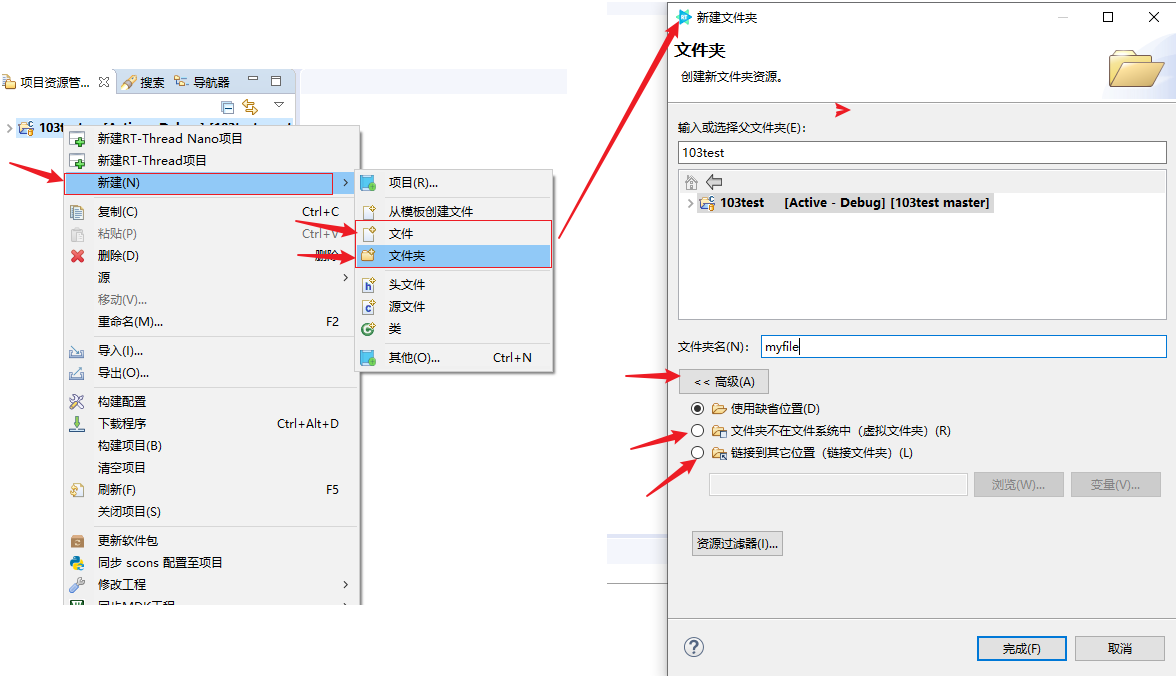 项目资源管...
搜索
导航器
新建RT-Thread Nano项目
新建RT-Thread项目
新建(N)
复制(C) Ctrl+C
粘贴(P) Ctrl+V
删除(D) 删除
源
移动(V)...
重命名(M)... F2
导入(I)...
导出(O)...
构建配置
下载程序 Ctrl+Alt+D
构建项目(B)
清空项目
刷新(F) F5
关闭项目(S)
更新软件包
同步 scons 配置至项目
修改工程
项目(R)...
从模板创建文件
文件
文件夹
头文件
源文件
类
其他(O)... Ctrl+N
新建文件夹
文件夹
创建新文件夹资源。
输入或选择父文件夹(E):
103test
103test [Active - Debug] [103test master]
文件夹名(N): myfile
<< 高级(A)
使用缺省位置(D)
文件夹不在文件系统中（虚拟文件夹）(R)
链接到其它位置（链接文件夹）(L)
浏览(W)... 变量(V)...
资源过滤器(I)...
完成(F) 取消